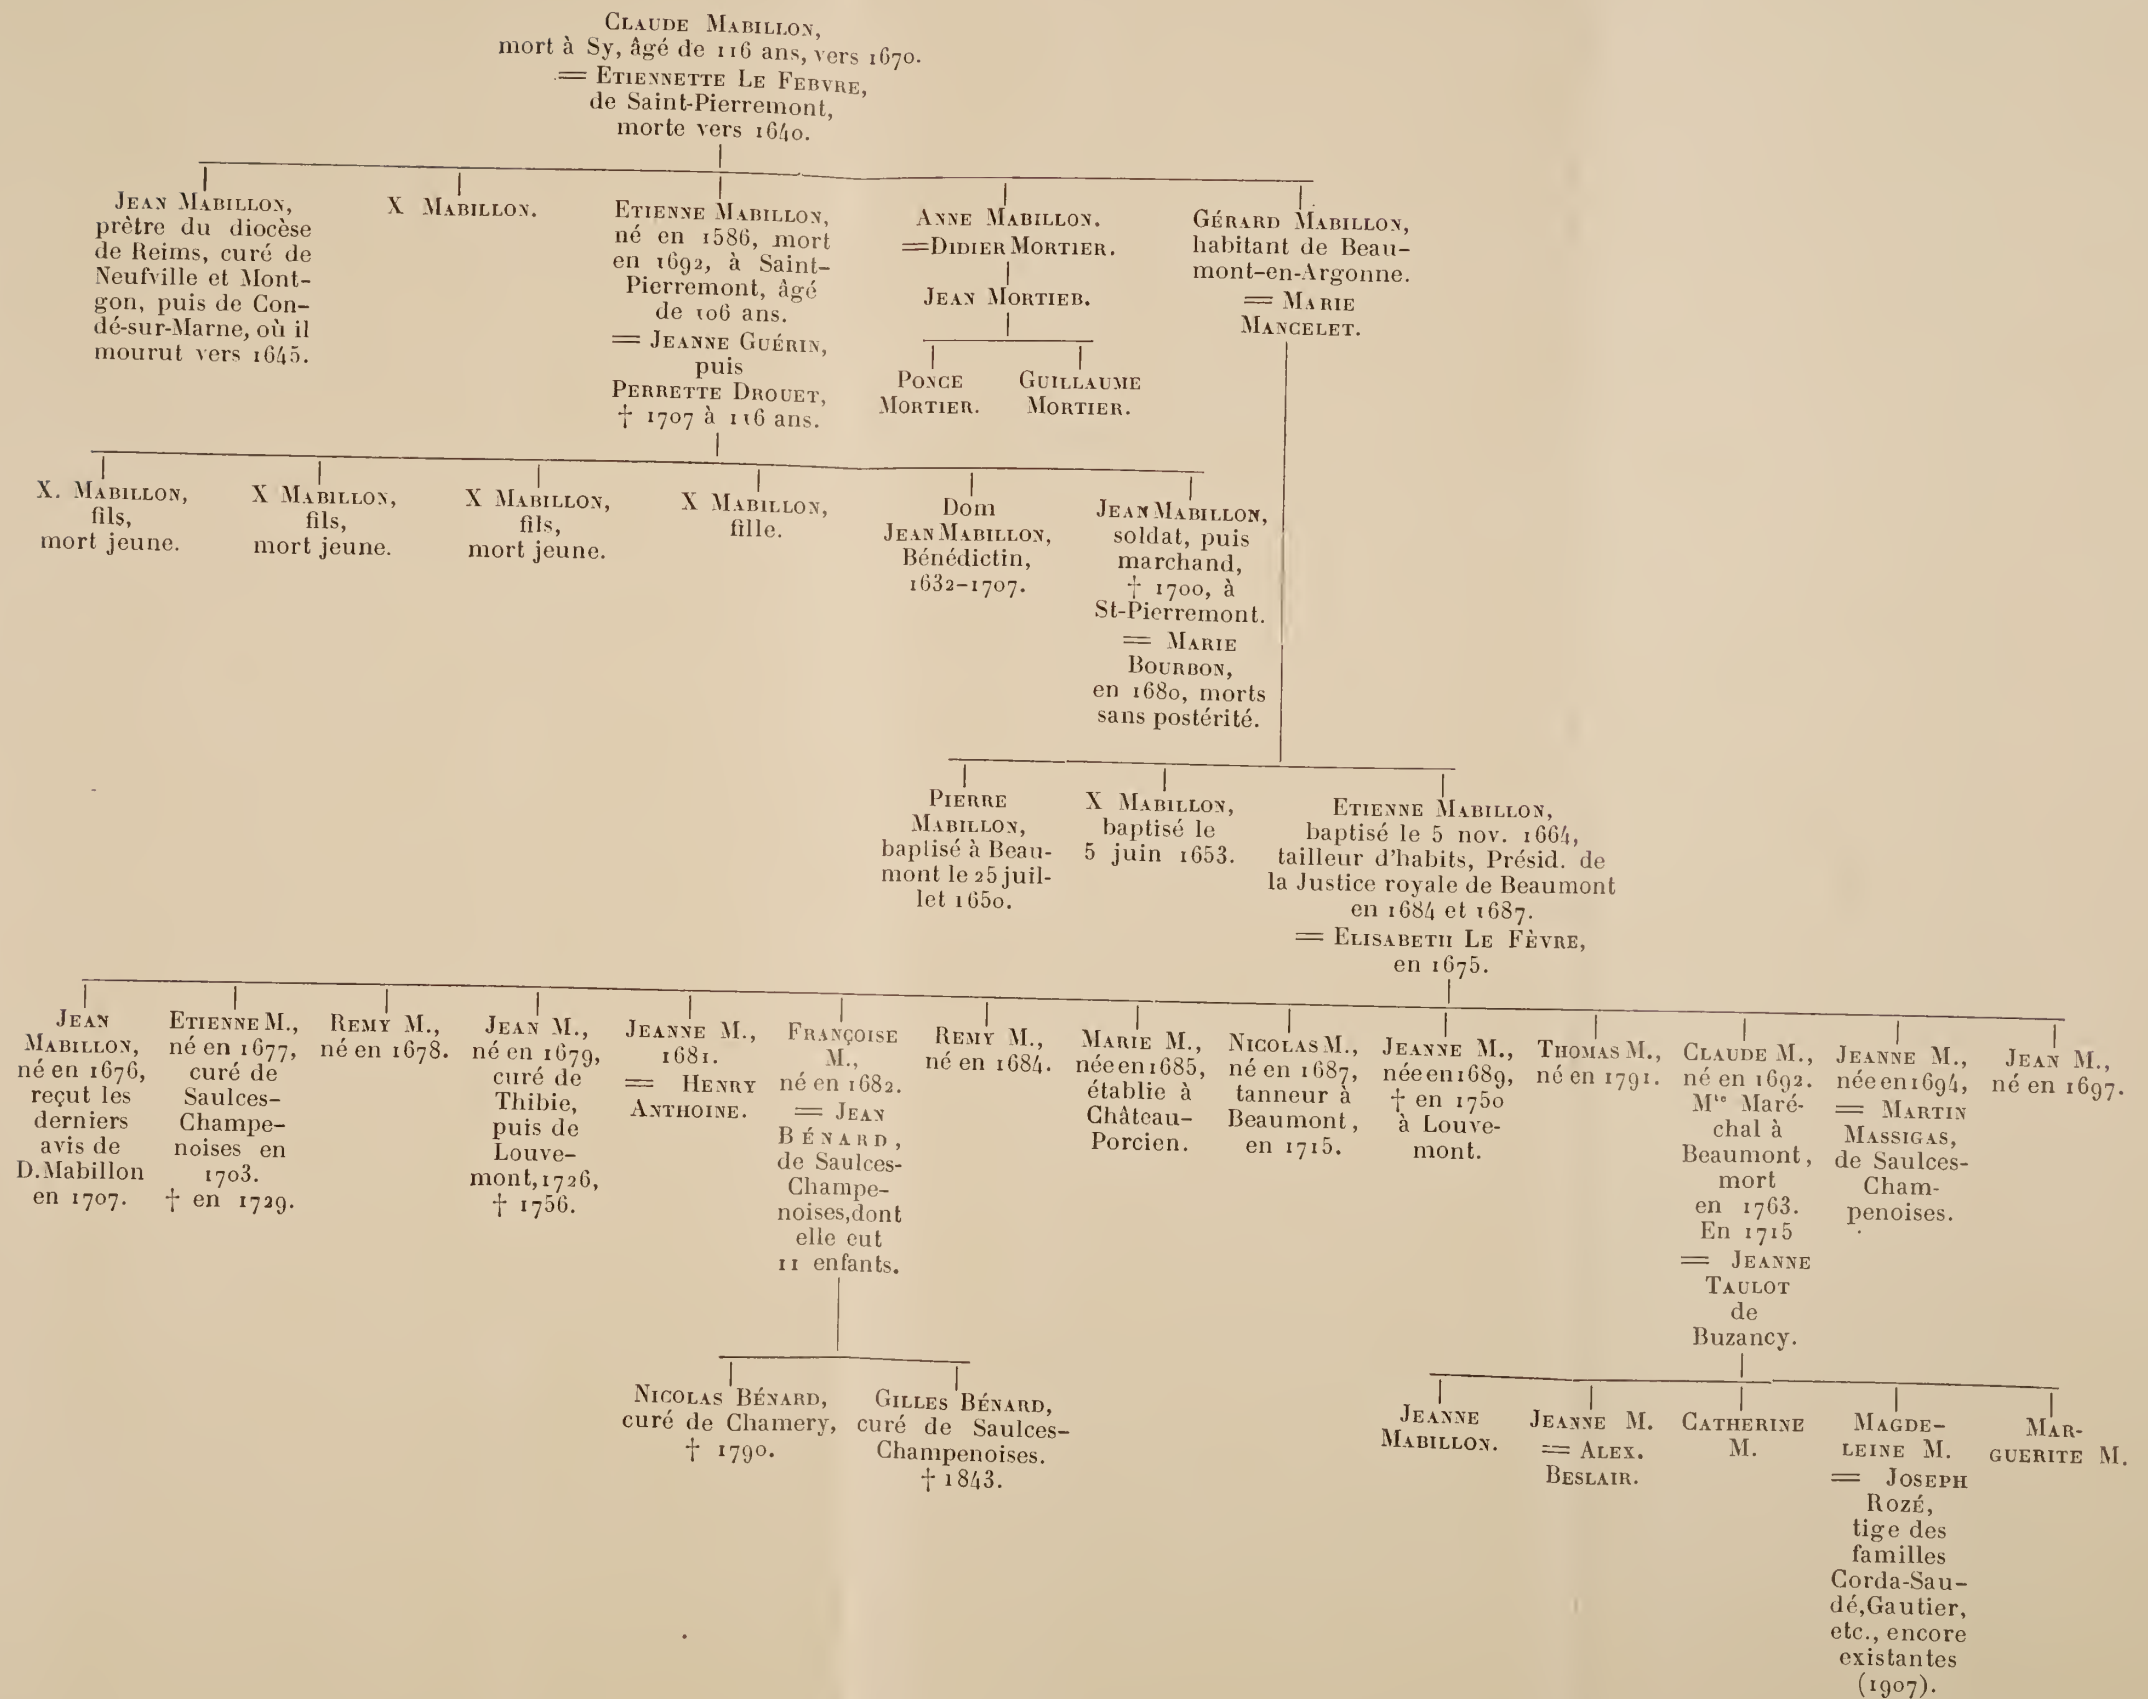 CLAUDE MABILLON,
mort à Sy, âgé de 116 ans, vers 1670.
= ETIENNETTE LE FEBVRE,
de Saint-Pierremont,
morte vers 1640.
JEAN MABILLON,
prêtre du diocèse
de Reims, curé de
Neufville et Mont-
gon, puis de Con-
dé-sur-Marne, où il
mourut vers 1645.
X MABILLON.
ETIENNE MABILLON,
né en 1586, mort
en 1692, à Saint-
Pierremont, âgé
de 106 ans.
= JEANNE GUÉRIN,
puis
PERRETTE DROUET,
† 1707 à 116 ans.
ANNE MABILLON.
=DIDIER MORTIER.
JEAN MORTIEB.
PONCE
MORTIER.
GUILLAUME
MORTIER.
GÉRARD MABILLON,
habitant de Beau-
mont-en-Argonne.
= MARIE
MANCELET.
X. MABILLON,
fils,
mort jeune.
X MABILLON,
fils,
mort jeune.
X MABILLON,
fils,
mort jeune.
X MABILLON,
fille.
Dom
JEAN MABILLON,
Bénédictin,
1632-1707.
JEAN MABILLON,
soldat, puis
marchand,
† 1700, à
St-Pierremont.
= MARIE
BOURBON,
en 1680, morts
sans postérité.
PIERRE
MABILLON,
baptisé à Beau-
mont le 25 juil-
let 1650.
X MABILLON,
baptisé le
5 juin 1653.
ETIENNE MABILLON,
baptisé le 5 nov. 1664,
tailleur d'habits, Présid. de
la Justice royale de Beaumont
en 1684 et 1687.
= ELISABETH LE FÈVRE,
en 1675.
JEAN
MABILLON,
né en 1676,
reçut les
derniers
avis de
D.Mabillon
en 1707.
ETIENNE M.,
né en 1677,
curé de
Saulces-
Champe-
noises en
1703.
† en 1729.
REMY M.,
né en 1678.
JEAN M.,
né en 1679,
curé de
Thibie,
puis de
Louve-
mont, 1726,
† 1756.
JEANNE M.,
1681.
= HENRY
ANTHOINE.
FRANÇOISE
M.,
né en 1682.
= JEAN
BÉNARD,
de Saulces-
Champe-
noises,dont
elle eut
11 enfants.
REMY M.,
né en 1684.
MARIE M.,
née en 1685,
établie à
Château-
Porcien.
NICOLAS M.,
né en 1687,
tanneur à
Beaumont,
en 1715.
JEANNE M.,
née en 1689,
† en 1750
à Louve-
mont.
THOMAS M.,
né en 1791.
CLAUDE M.,
né en 1692.
Mte Maré-
chal à
Beaumont,
mort
en 1763.
En 1715
= JEANNE
TAULOT
de
Buzancy.
JEANNE M.,
née en 1694,
= MARTIN
MASSIGAS,
de Saulces-
Cham-
penoises.
JEAN M.,
né en 1697.
NICOLAS BÉNARD,
curé de Chamery,
† 1790.
GILLES BÉNARD,
curé de Saulces-
Champenoises.
† 1843.
JEANNE
MABILLON.
JEANNE M.
= ALEX.
BESLAIR.
CATHERINE
M.
MAGDE-
LEINE M.
= JOSEPH
ROZÉ,
tige des
familles
Corda-Sau-
dé,Gautier,
etc., encore
existantes
(1907).
MAR-
GUERITE M.